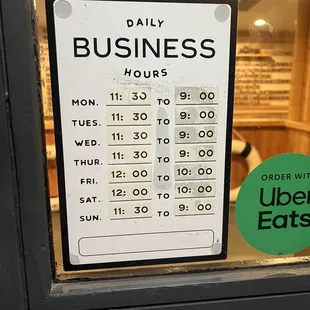 DAILY
BUSINESS
HOURS
MON. 11: 30 TO 9: 00
TUES. 11: 30 TO 9: 00
WED. 11: 30 TO 9: 00
THUR. 11: 30 TO 9: 00
FRI. 12: 00 TO 10: 00
SAT. 12: 00 TO 10: 00
SUN. 11: 30 TO 9: 00
ORDER WIT
Uber
Eats